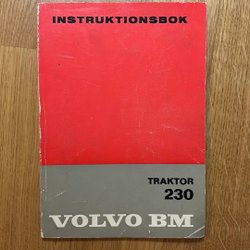 INSTRUKTIONSBOK
TRAKTOR
230
VOLVO BM